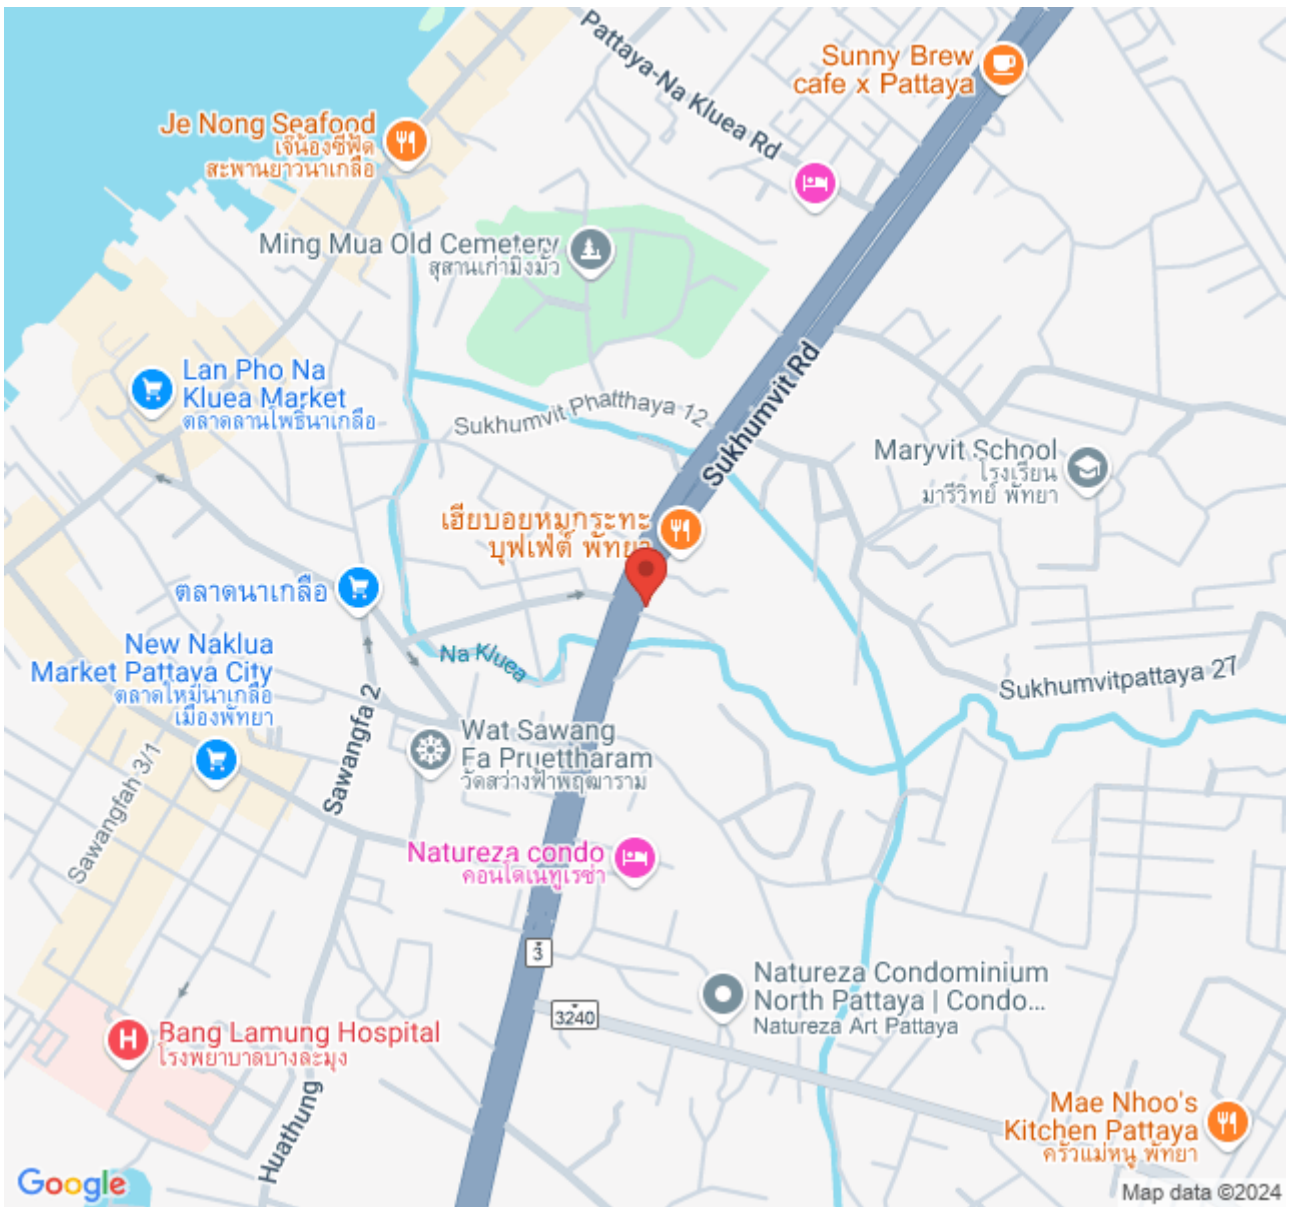 Pattaya-Na Kluea Rd
Sunny Brew
cafe x Pattaya
Je Nong Seafood
เจ๊น้องซีฟู้ด
สะพานยาวนาเกลือ
Ming Mua Old Cemetery
สุสานเก่ามิ่งมัว
Lan Pho Na
Kluea Market
ตลาดลานโพธิ์นาเกลือ
Sukhumvit Phatthaya 12
Sukhumvit Rd
Maryvit School
โรงเรียน
มารีวิทย์ พัทยา
เฮียบอยหมูกระทะ
บุฟเฟ่ต์ พัทยา
ตลาดนาเกลือ
New Naklua
Market Pattaya City
ตลาดใหม่นาเกลือ
เมืองพัทยา
Na Kluea
Sukhumvitpattaya 27
Sawangfa 2
Wat Sawang
Fa Pruettharam
วัดสว่างฟ้าพฤฒาราม
Sawangfah 3/1
Natureza condo
คอนโดเนทูเรซ่า
3
3240
Natureza Condominium
North Pattaya | Condo...
Natureza Art Pattaya
H
Bang Lamung Hospital
โรงพยาบาลบางละมุง
Huathung
Mae Nhoo's
Kitchen Pattaya
ครัวแม่หนู พัทยา
Google
Map data ©2024